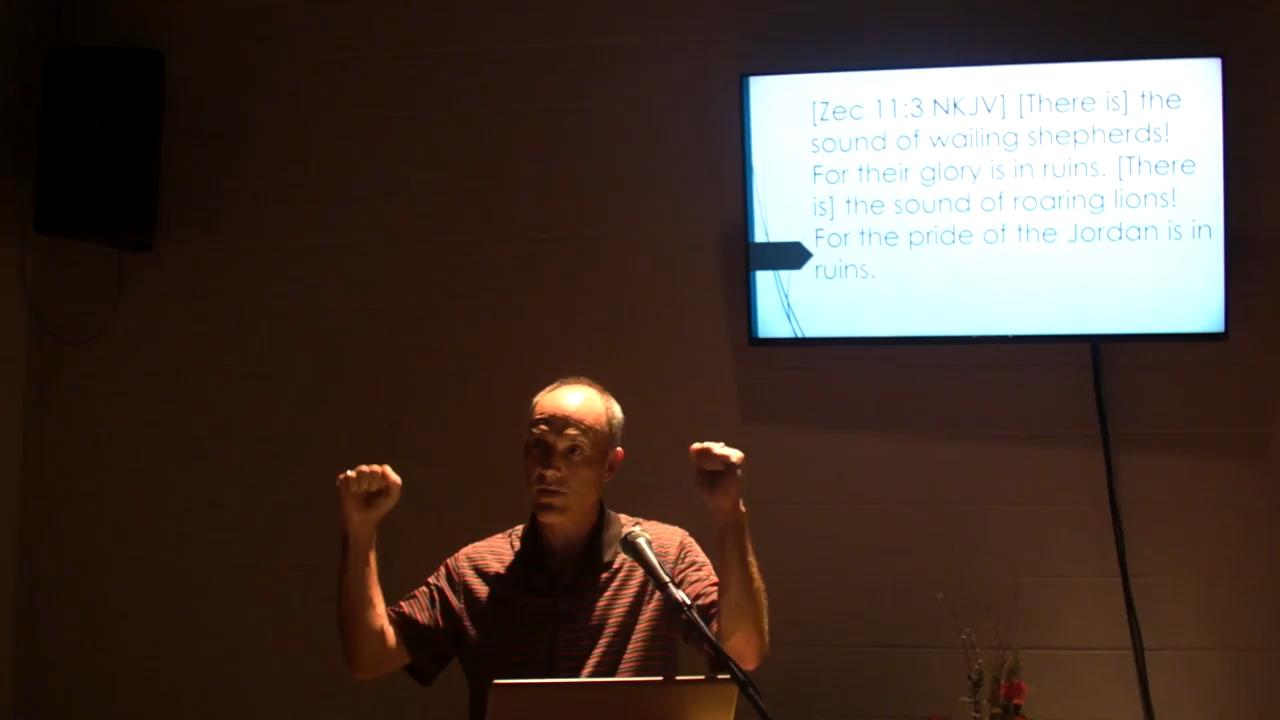 [Zec 11:3 NKJV] [There is] the
sound of wailing shepherds!
For their glory is in ruins. [There
is] the sound of roaring lions!
For the pride of the Jordan is in
ruins.